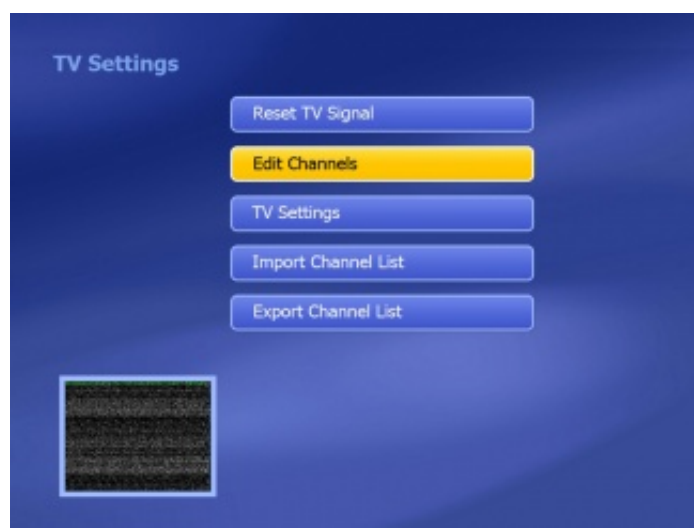 TV Settings
Reset TV Signal
Edit Channels
TV Settings
Import Channel List
Export Channel List